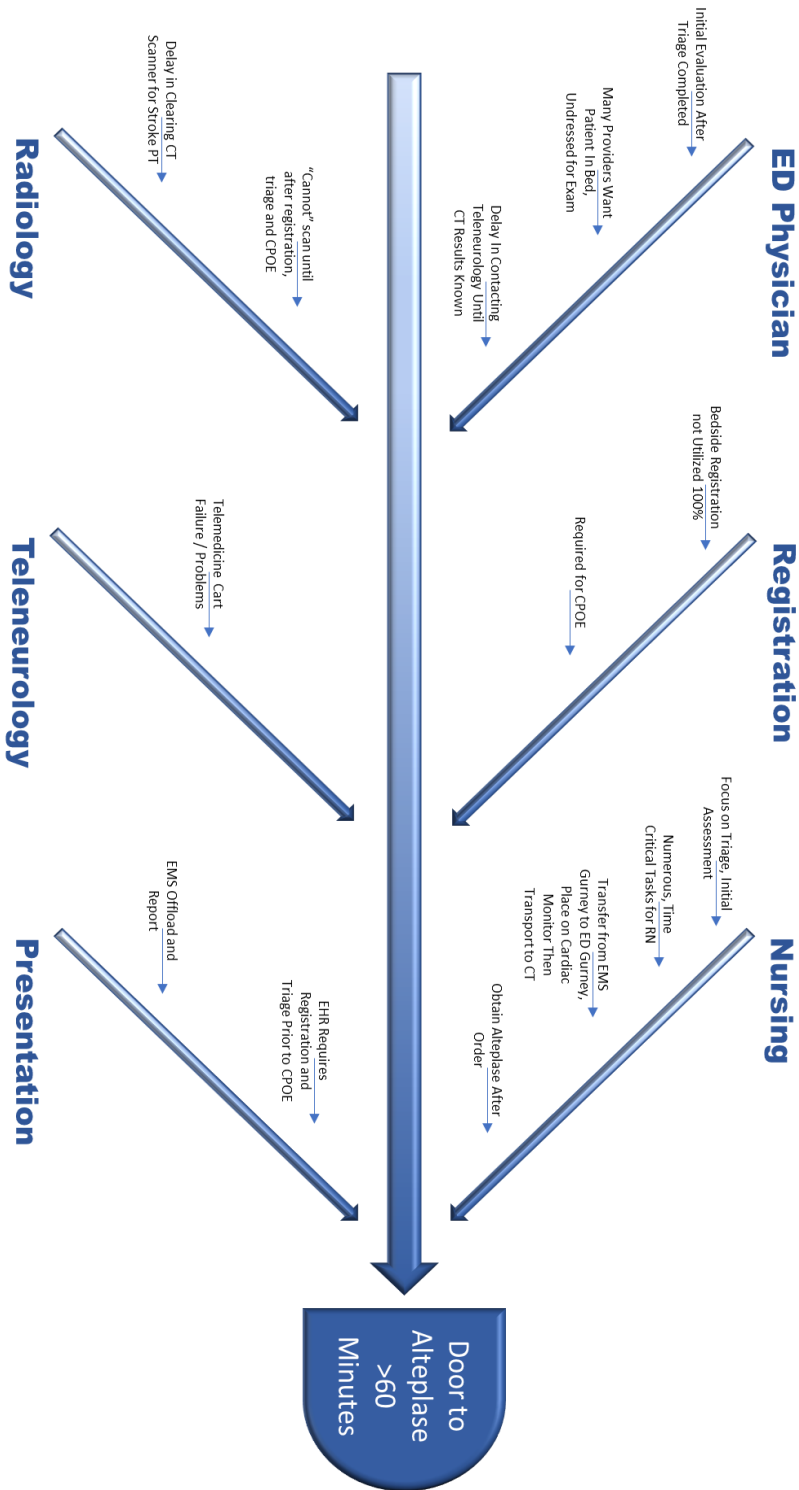 ED Physician
Initial Evaluation After
Triage Completed
Many Providers Want
Patient In Bed,
Undressed for Exam
Delay In Contacting
Teleneurology Until
CT Results Known
Registration
Bedside Registration
not Utilized 100%
Required for CPOE
Nursing
Focus on Triage, Initial
Assessment
Numerous, Time
Critical Tasks for RN
Transfer from EMS
Gurney to ED Gurney,
Place on Cardiac
Monitor Then
Transport to CT
Obtain Alteplase After
Order
Door to
Alteplase
>60
Minutes
"Cannot" scan until
after registration,
triage and CPOE
Delay in Clearing CT
Scanner for Stroke PT
Radiology
Telemedicine Cart
Failure / Problems
Teleneurology
EHR Requires
Registration and
Triage Prior to CPOE
EMS Offload and
Report
Presentation